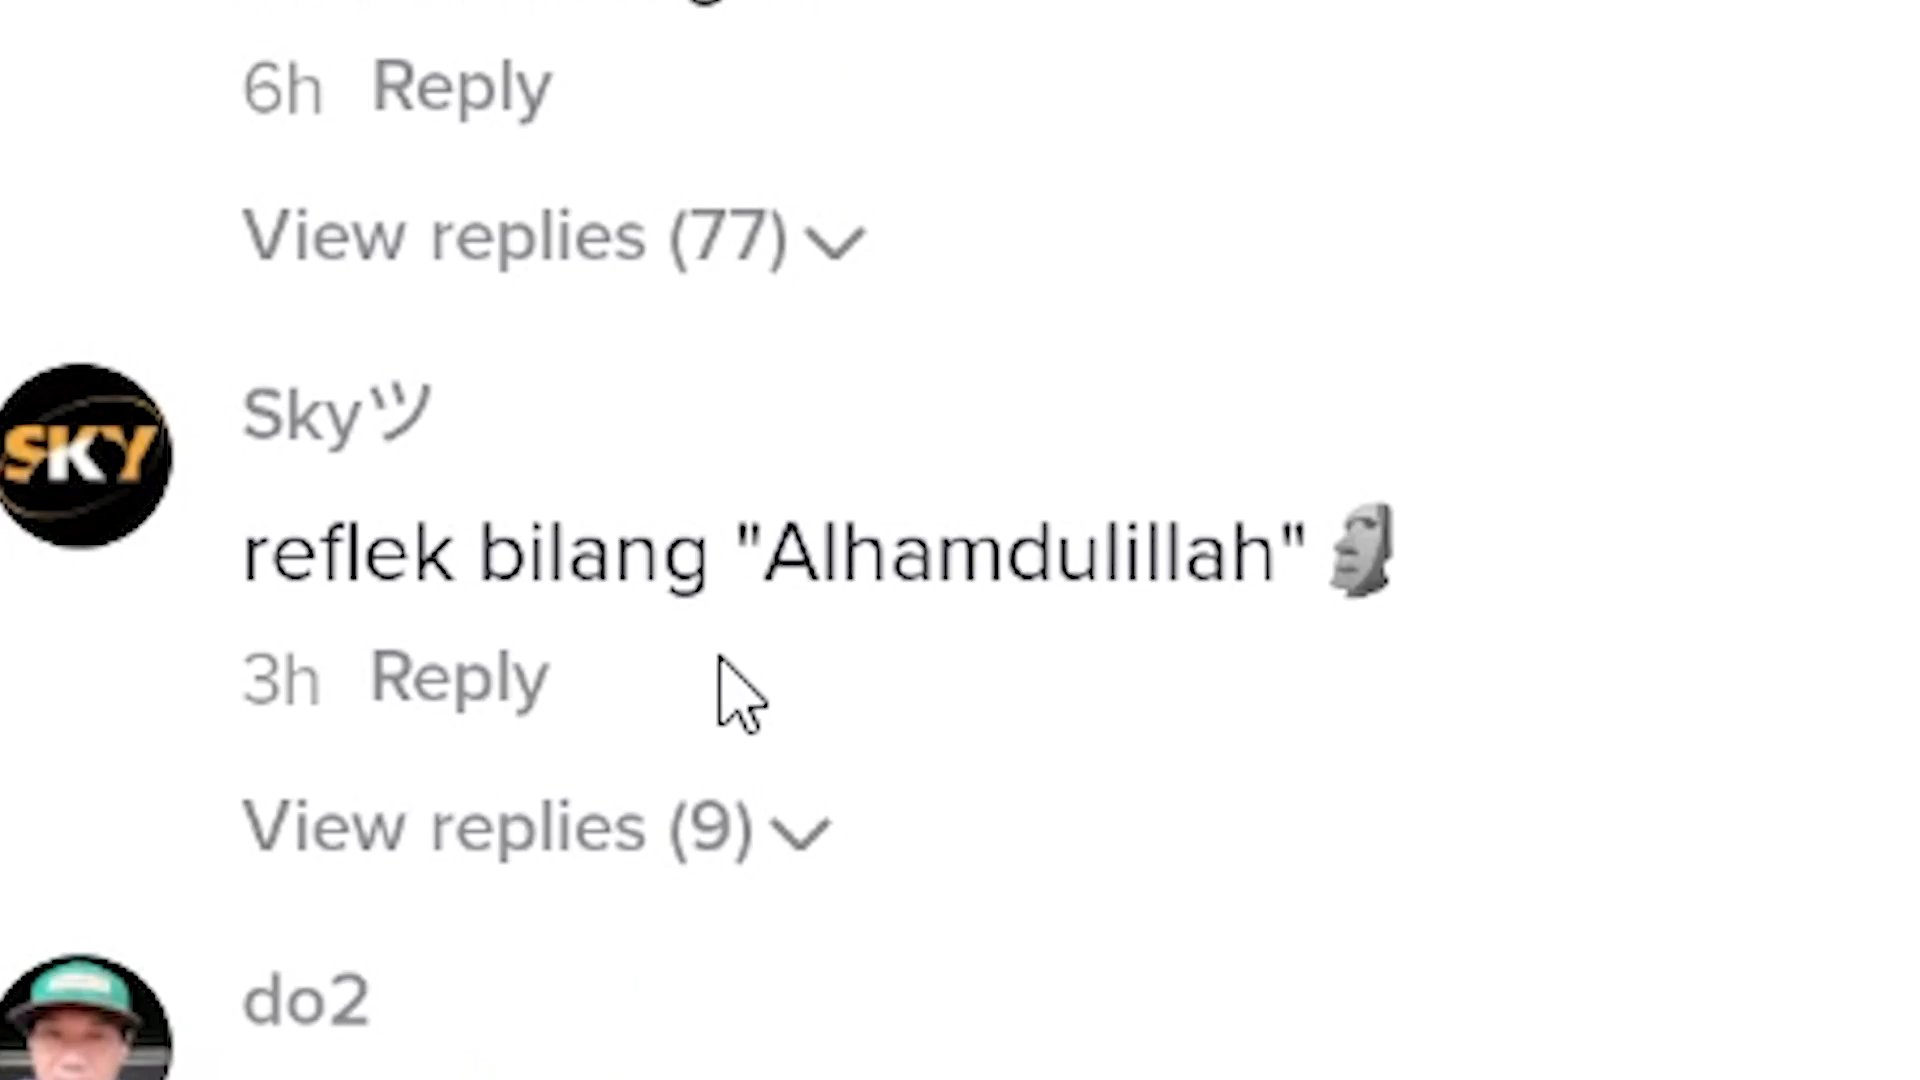 6h Reply
View replies (77)
SKY
Skyツ
reflek bilang "Alhamdulillah"🗿
3h Reply
View replies (9)
do2